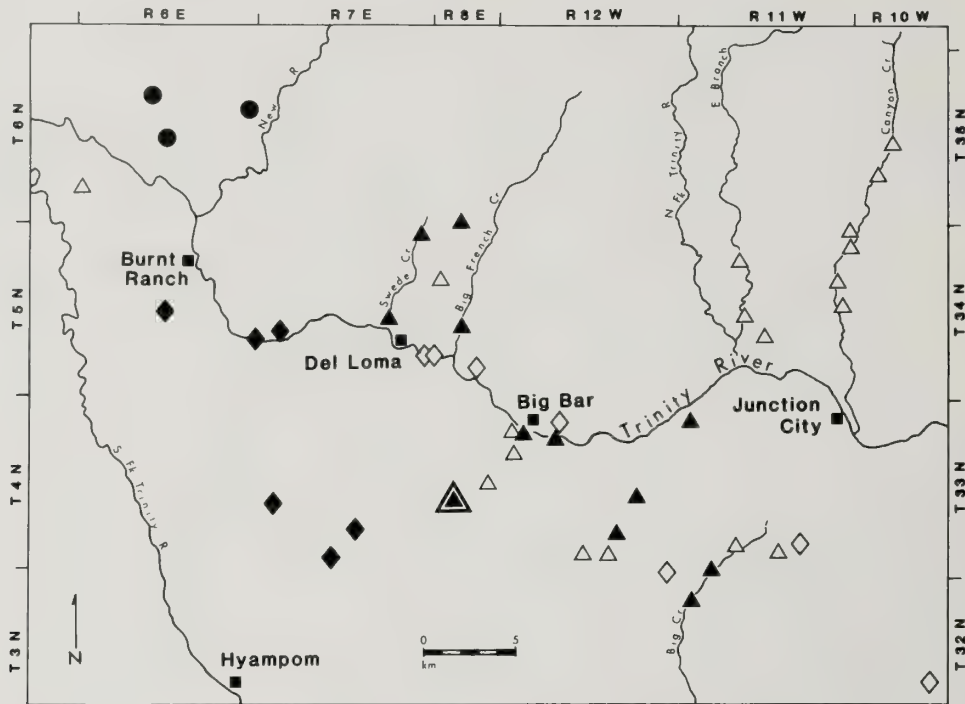 R 6 E
R 7 E
R 8 E
R 12 W
R 11 W
R 10 W
T 6 N
T 5 N
T 4 N
T 3 N
T 35 N
T 34 N
T 33 N
T 32 N
New R
N Fk Trinity R
E Branch
Canyon Cr
Burnt
Ranch
Swede Cr
Big French Cr
Del Loma
Big Bar
Trinity River
Junction
City
S Fk Trinity R
Big Cr
N
Hyampom
0 5
km